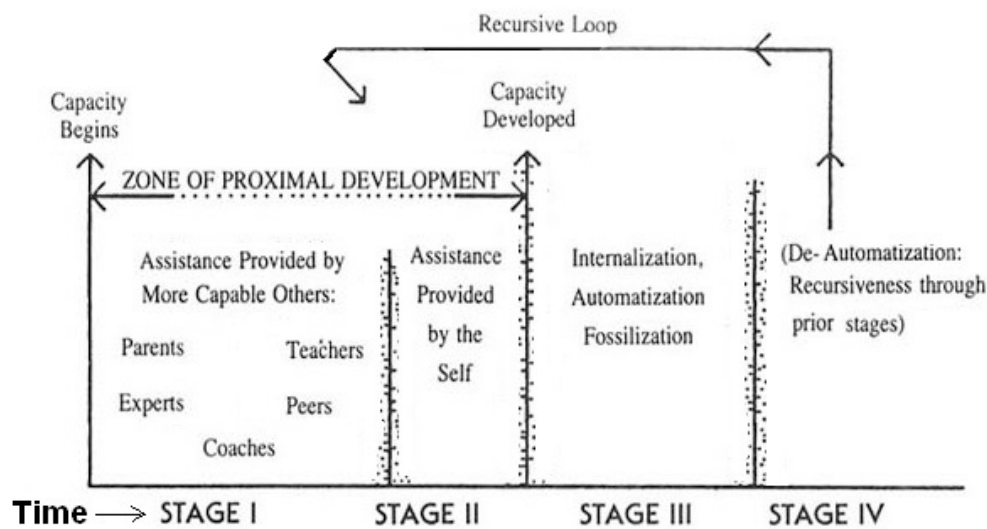 Recursive Loop
Capacity
Begins
Capacity
Developed
ZONE OF PROXIMAL DEVELOPMENT
Assistance Provided by
More Capable Others:
Parents
Teachers
Experts
Peers
Coaches
Assistance
Provided
by the
Self
Internalization,
Automatization
Fossilization
(De-Automatization:
Recursiveness through
prior stages)
Time
STAGE I
STAGE II
STAGE III
STAGE IV